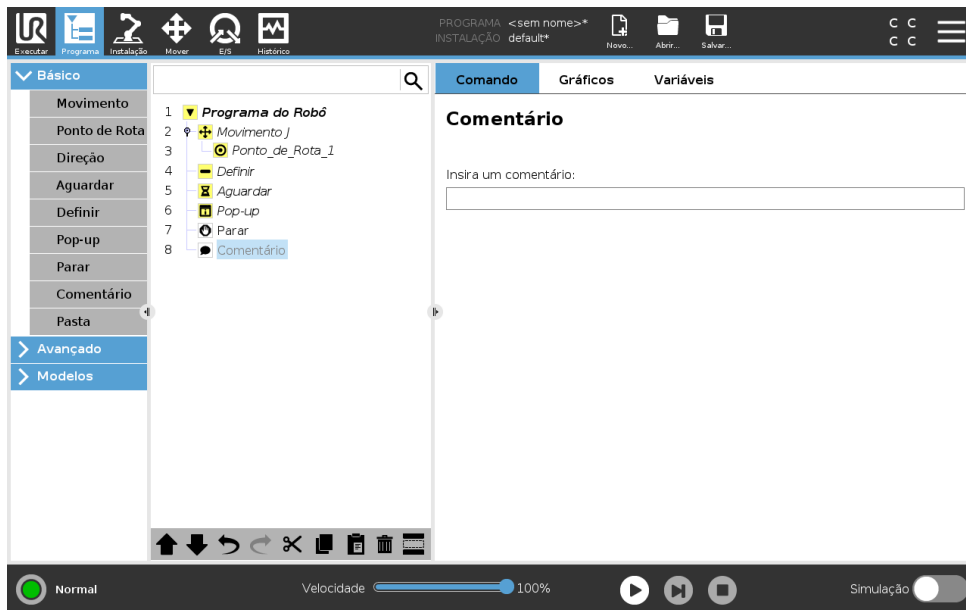 UR
Executar
Programa
Instalação
Mover
E/S
Histórico
PROGRAMA <sem nome>*
INSTALAÇÃO default*
Novo...
Abrir...
Salvar...
C C
C C
Básico
Movimento
Ponto de Rota
Direção
Aguardar
Definir
Pop-up
Parar
Comentário
Pasta
Avançado
Modelos
1 Programa do Robô
2 Movimento J
3 Ponto_de_Rota_1
4 Definir
5 Aguardar
6 Pop-up
7 Parar
8 Comentário
Comando Gráficos Variáveis
Comentário
Insira um comentário:
Normal
Velocidade 100%
Simulação